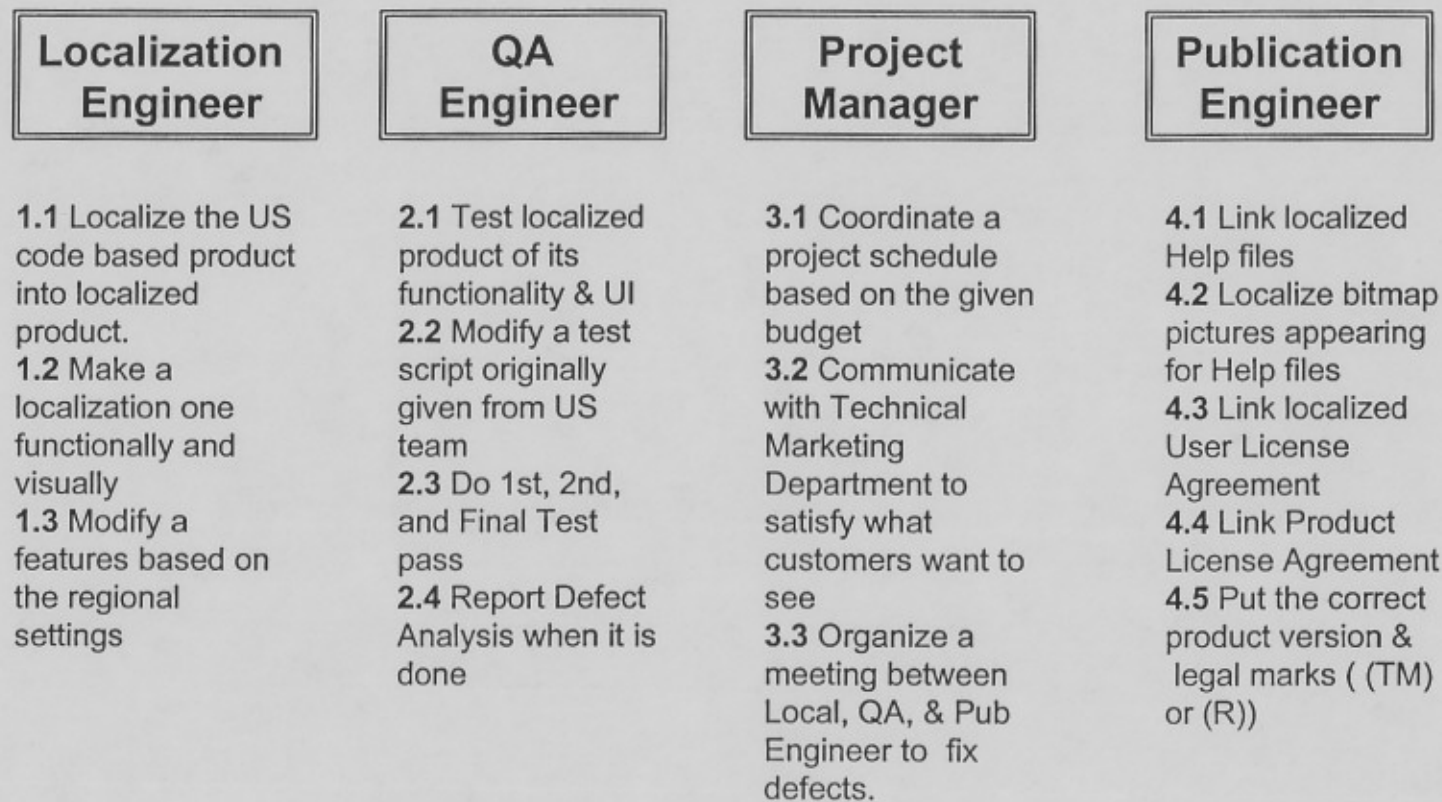 Localization
Engineer
1.1 Localize the US
code based product
into localized
product.
1.2 Make a
localization one
functionally and
visually
1.3 Modify a
features based on
the regional
settings
QA
Engineer
2.1 Test localized
product of its
functionality & UI
2.2 Modify a test
script originally
given from US
team
2.3 Do 1st, 2nd,
and Final Test
pass
2.4 Report Defect
Analysis when it is
done
Project
Manager
3.1 Coordinate a
project schedule
based on the given
budget
3.2 Communicate
with Technical
Marketing
Department to
satisfy what
customers want to
see
3.3 Organize a
meeting between
Local, QA, & Pub
Engineer to fix
defects.
Publication
Engineer
4.1 Link localized
Help files
4.2 Localize bitmap
pictures appearing
for Help files
4.3 Link localized
User License
Agreement
4.4 Link Product
License Agreement
4.5 Put the correct
product version &
legal marks ( (TM)
or (R))